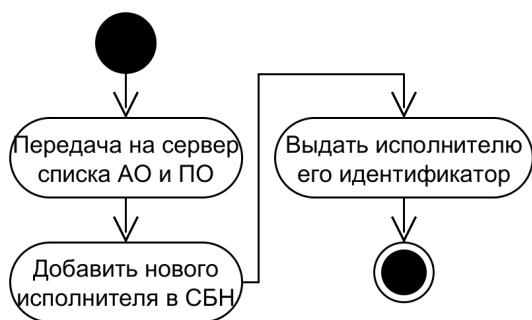 Передача на сервер
списка АО и ПО
Добавить нового
исполнителя в СБН
Выдать исполнителю
его идентификатор